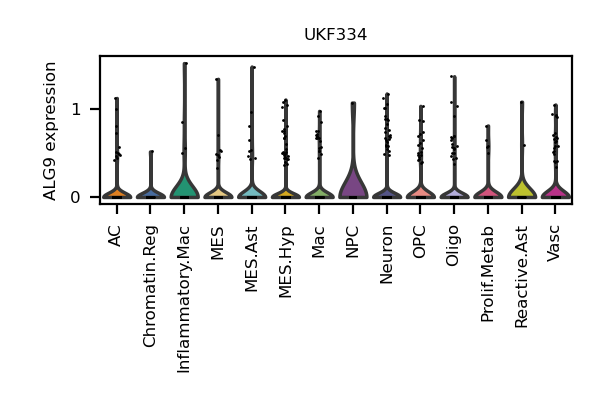 UKF334
ALG9 expression
1
0
AC
Chromatin.Reg
Inflammatory.Mac
MES
MES.Ast
MES.Hyp
Mac
NPC
Neuron
OPC
Oligo
Prolif.Metab
Reactive.Ast
Vasc